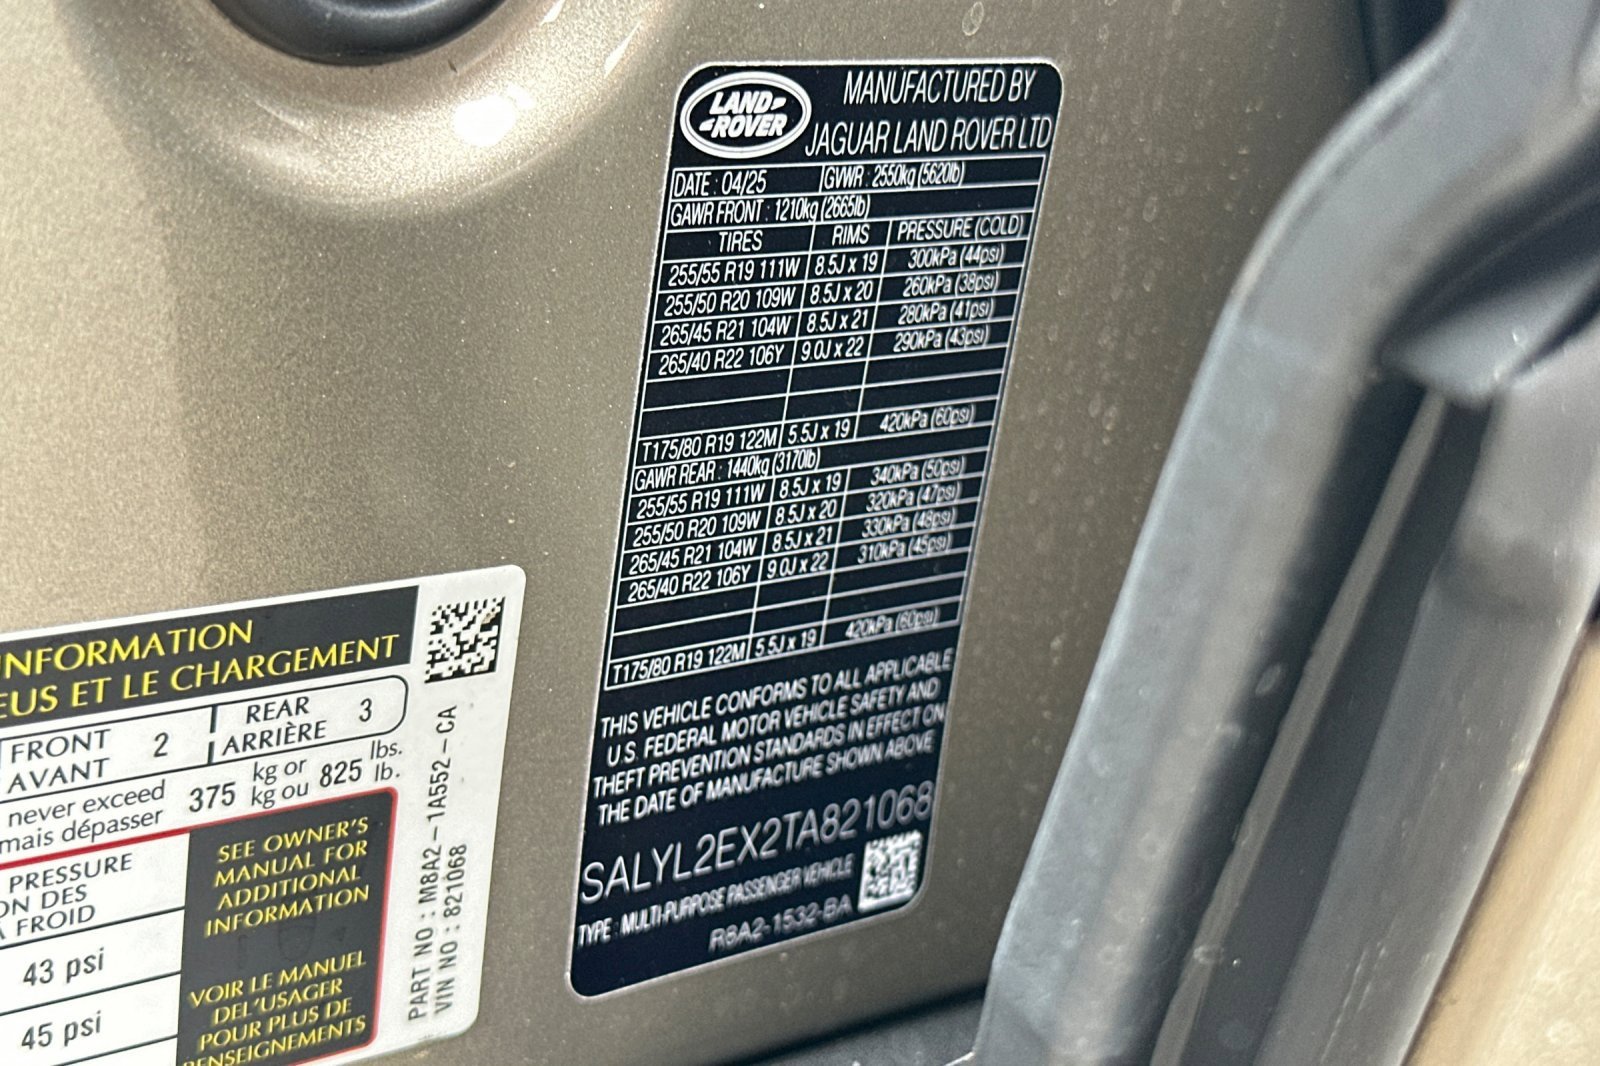 LAND ROVER
MANUFACTURED BY
JAGUAR LAND ROVER LTD
DATE : 04/25 GVWR : 2550kg (5620lb)
GAWR FRONT : 1210kg (2665lb)
TIRES RIMS PRESSURE (COLD)
255/55 R19 111W 8.5J x 19 300kPa (44psi)
255/50 R20 109W 8.5J x 20 260kPa (38psi)
265/45 R21 104W 8.5J x 21 280kPa (41psi)
265/40 R22 106Y 9.0J x 22 290kPa (43psi)
T175/80 R19 122M 5.5J x 19 420kPa (60psi)
GAWR REAR : 1440kg (3170lb)
255/55 R19 111W 8.5J x 19 340kPa (50psi)
255/50 R20 109W 8.5J x 20 320kPa (47psi)
265/45 R21 104W 8.5J x 21 330kPa (48psi)
265/40 R22 106Y 9.0J x 22 310kPa (45psi)
T175/80 R19 122M 5.5J x 19 420kPa (60psi)
THIS VEHICLE CONFORMS TO ALL APPLICABLE
U.S. FEDERAL MOTOR VEHICLE SAFETY AND
THEFT PREVENTION STANDARDS IN EFFECT ON
THE DATE OF MANUFACTURE SHOWN ABOVE
SALYL2EX2TA821068
TYPE : MULTI-PURPOSE PASSENGER VEHICLE
R8A2-1532-BA
INFORMATION
EUS ET LE CHARGEMENT
FRONT 2 REAR 3
AVANT ARRIÈRE
never exceed 375 kg or 825 lbs.
mais dépasser kg ou lb.
PRESSURE
ON DES
À FROID
43 psi
45 psi
SEE OWNER'S
MANUAL FOR
ADDITIONAL
INFORMATION
VOIR LE MANUEL
DEL'USAGER
POUR PLUS DE
RENSEIGNEMENTS
PART NO : M8A2-1A552-CA
VIN NO : 821068